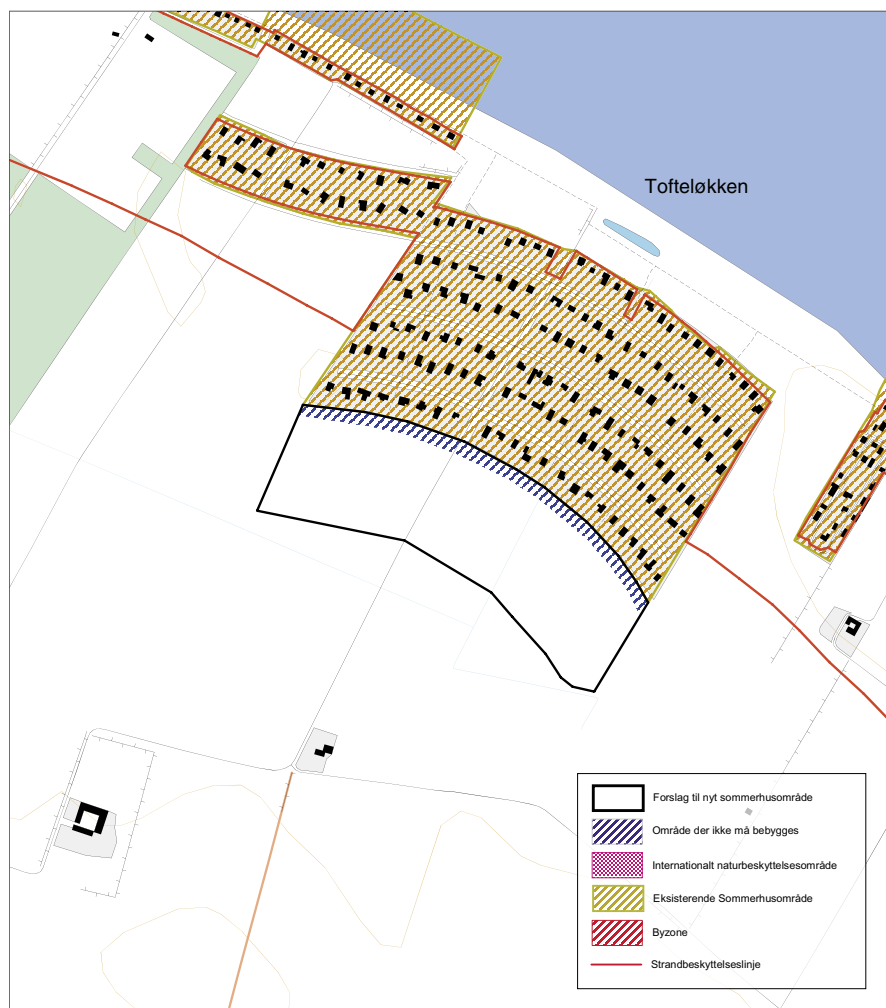 Tofteløkken
Forslag til nyt sommerhusområde
Område der ikke må bebygges
Internationalt naturbeskyttelsesområde
Eksisterende Sommerhusområde
Byzone
Strandbeskyttelseslinje